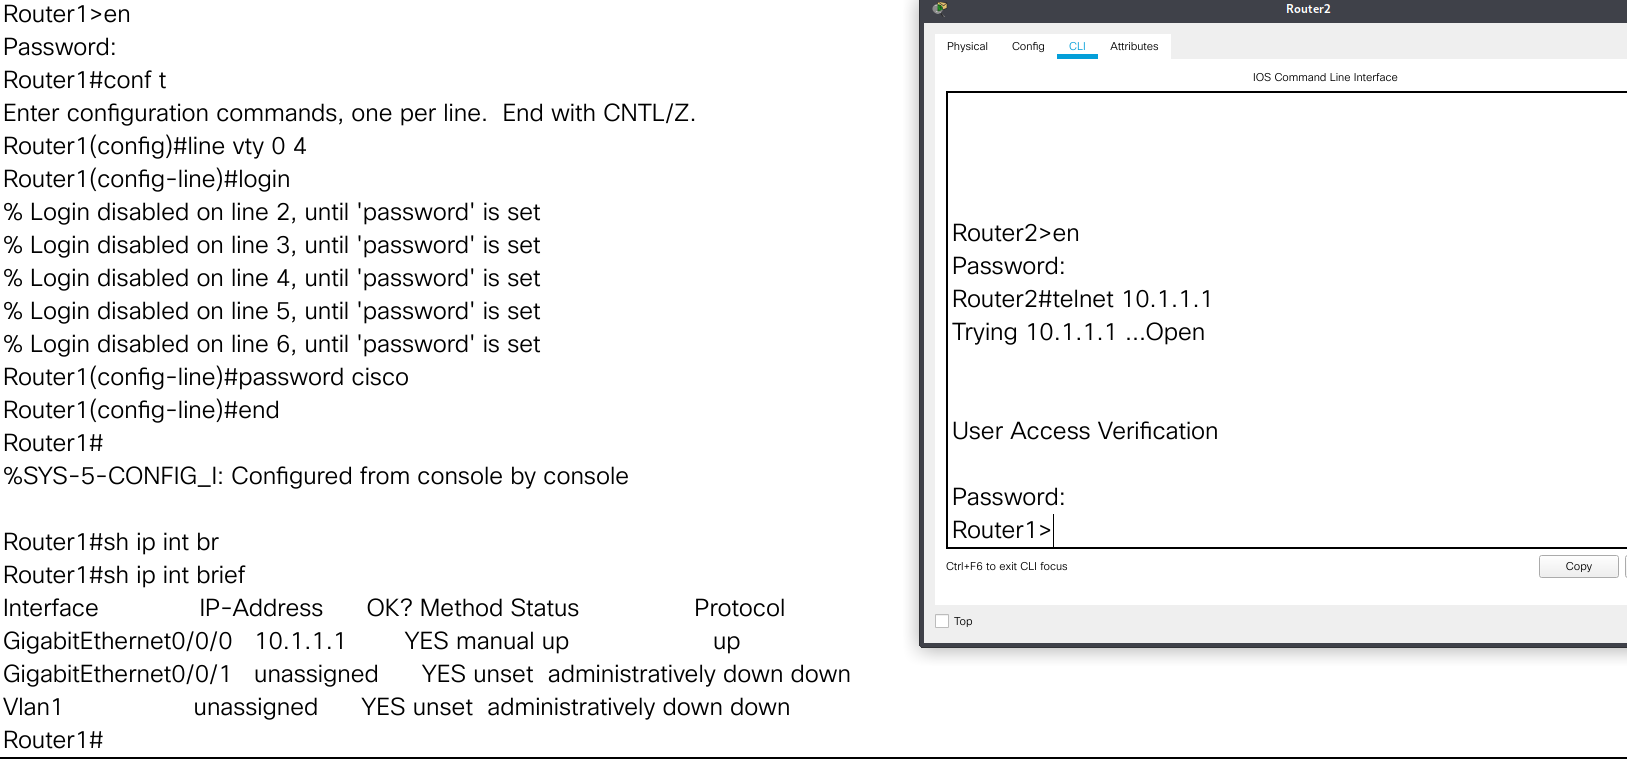 Router1>en
Password:
Router1#conf t
Enter configuration commands, one per line.  End with CNTL/Z.
Router1(config)#line vty 0 4
Router1(config-line)#login
% Login disabled on line 2, until 'password' is set
% Login disabled on line 3, until 'password' is set
% Login disabled on line 4, until 'password' is set
% Login disabled on line 5, until 'password' is set
% Login disabled on line 6, until 'password' is set
Router1(config-line)#password cisco
Router1(config-line)#end
Router1#
%SYS-5-CONFIG_I: Configured from console by console
Router1#sh ip int br
Router1#sh ip int brief
Interface IP-Address OK? Method Status Protocol
GigabitEthernet0/0/0 10.1.1.1 YES manual up up
GigabitEthernet0/0/1 unassigned YES unset administratively down down
Vlan1 unassigned YES unset administratively down down
Router1#
Router2
Physical Config CLI Attributes
IOS Command Line Interface
Router2>en
Password:
Router2#telnet 10.1.1.1
Trying 10.1.1.1 ...Open
User Access Verification
Password:
Router1>
Ctrl+F6 to exit CLI focus
Copy
Top